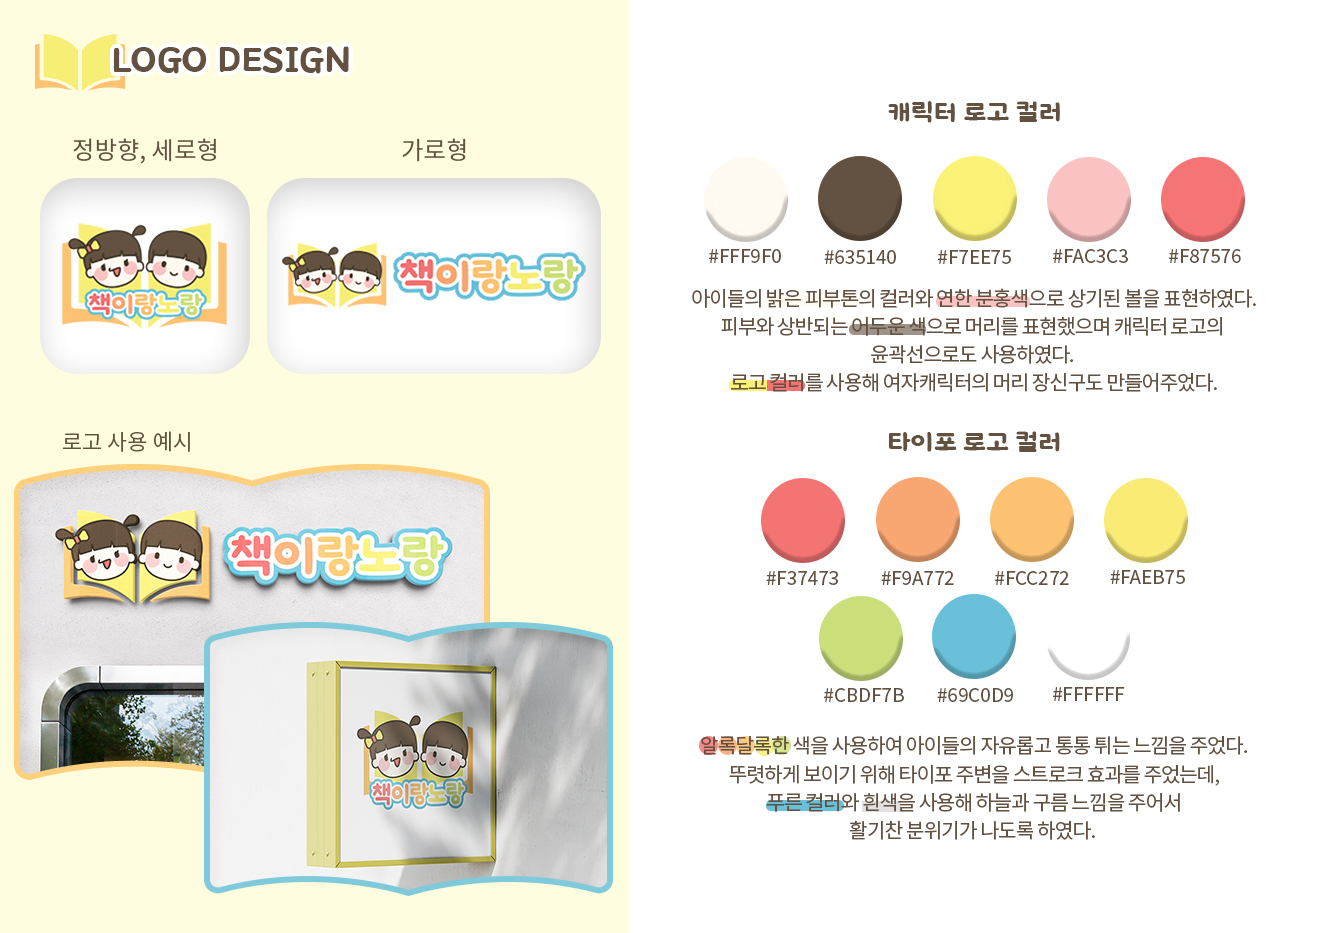 LOGO DESIGN
정방향, 세로형
가로형
책이랑노랑
책이랑노랑
로고 사용 예시
책이랑노랑
책이랑노랑
캐릭터 로고 컬러
#FFF9F0
#635140
#F7EE75
#FAC3C3
#F87576
아이들의 밝은 피부톤의 컬러와 연한 분홍색으로 상기된 볼을 표현하였다.
피부와 상반되는 어두운 색으로 머리를 표현했으며 캐릭터 로고의
윤곽선으로도 사용하였다.
로고 컬러를 사용해 여자캐릭터의 머리 장신구도 만들어주었다.
타이포 로고 컬러
#F37473
#F9A772
#FCC272
#FAEB75
#CBDF7B
#69C0D9
#FFFFFF
알록달록한 색을 사용하여 아이들의 자유롭고 통통 튀는 느낌을 주었다.
뚜렷하게 보이기 위해 타이포 주변을 스트로크 효과를 주었는데,
푸른 컬러와 흰색을 사용해 하늘과 구름 느낌을 주어서
활기찬 분위기가 나도록 하였다.